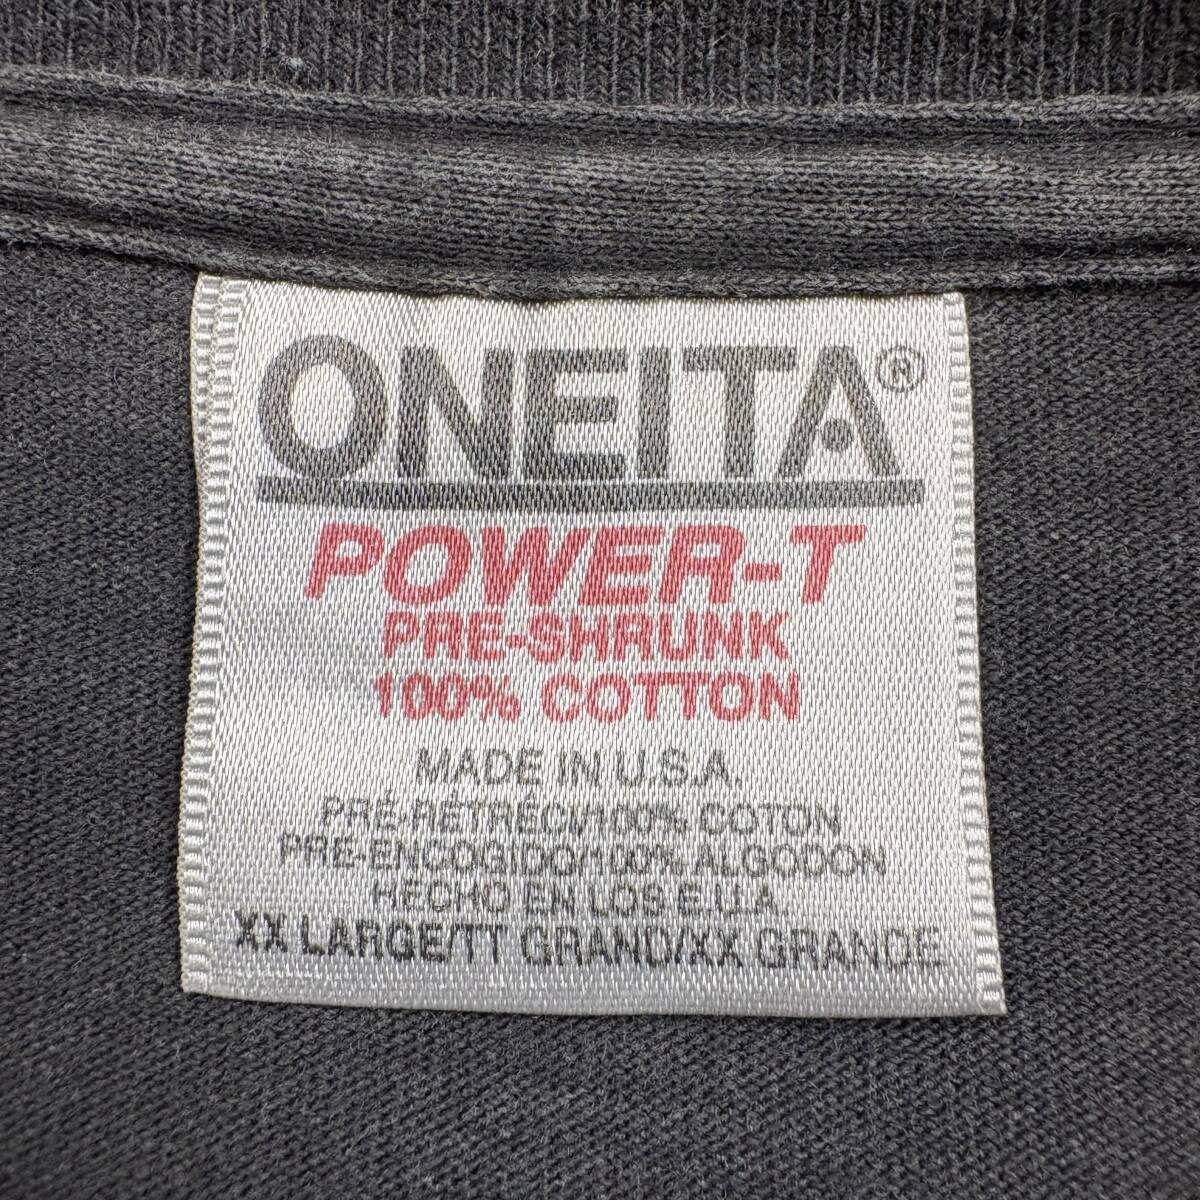 ONEITA®
POWER-T
PRE-SHRUNK
100% COTTON
MADE IN U.S.A.
PRÉ-RÉTRÉCI/100% COTON
PRE-ENCOGIDO/100% ALGODON
HECHO EN LOS E.U.A.
XX LARGE/TT GRAND/XX GRANDE